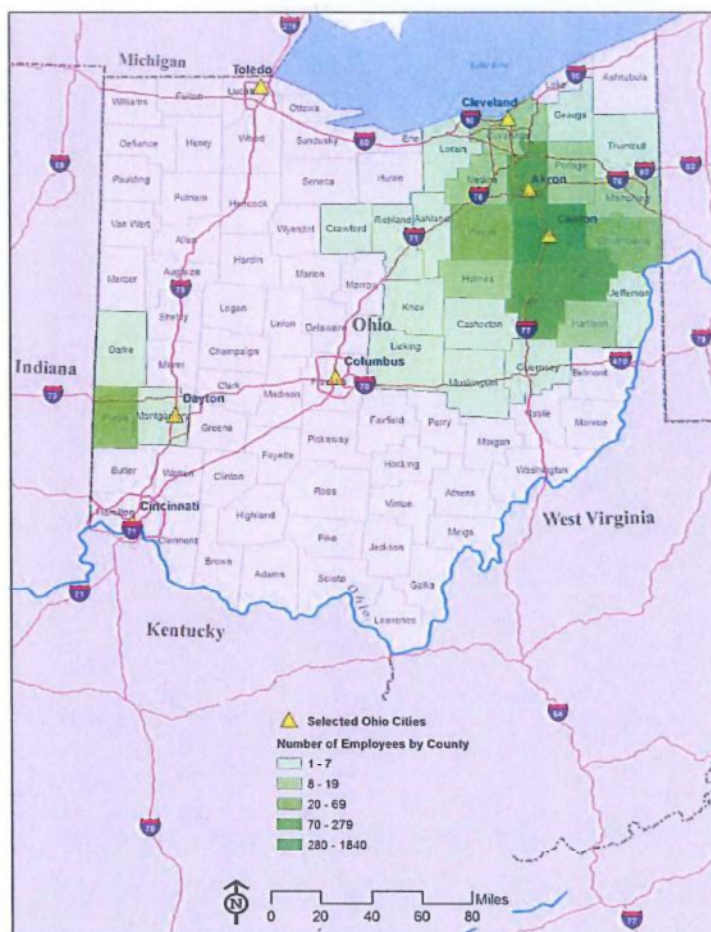 Michigan
Toledo
Williams
Fulton
Lucas
Ottawa
Lake
Ashtabula
Cleveland
Geauga
Defiance
Henry
Wood
Sandusky
Erie
Lorain
Trumbull
Paulding
Seneca
Huron
Medina
Portage
Akron
Mahoning
Putnam
Hancock
Van Wert
Wyandot
Crawford
Richland
Ashland
Canton
Allen
Hardin
Mercer
Auglaize
Marion
Morrow
Holmes
Jefferson
Logan
Knox
Shelby
Union
Delaware
Ohio
Coshocton
Harrison
Darke
Champaign
Licking
Indiana
Miami
Columbus
Guernsey
Belmont
Clark
Muskingum
Madison
Dayton
Preble
Montgomery
Greene
Fairfield
Perry
Noble
Monroe
Pickaway
Morgan
Fayette
Butler
Warren
Clinton
Hocking
Washington
Ross
Athens
Cincinnati
Hamilton
Highland
Vinton
West Virginia
Clermont
Pike
Jackson
Meigs
Brown
Adams
Scioto
Gallia
Ohio
Kentucky
Lawrence
Selected Ohio Cities
Number of Employees by County
1 - 7
8 - 19
20 - 69
70 - 279
280 - 1840
N
Miles
0 20 40 60 80